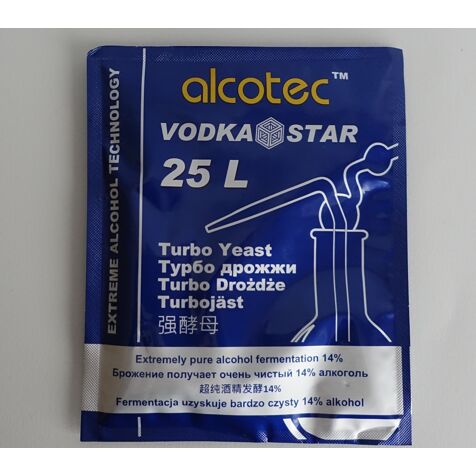 alcotec™
VODKA STAR
25 L
EXTREME ALCOHOL TECHNOLOGY
Turbo Yeast
Турбо дрожжи
Turbo Drożdże
Turbojäst
强酵母
Extremely pure alcohol fermentation 14%
Брожение получает очень чистый 14% алкоголь
超纯酒精发酵14%
Fermentacja uzyskuje bardzo czysty 14% alkohol